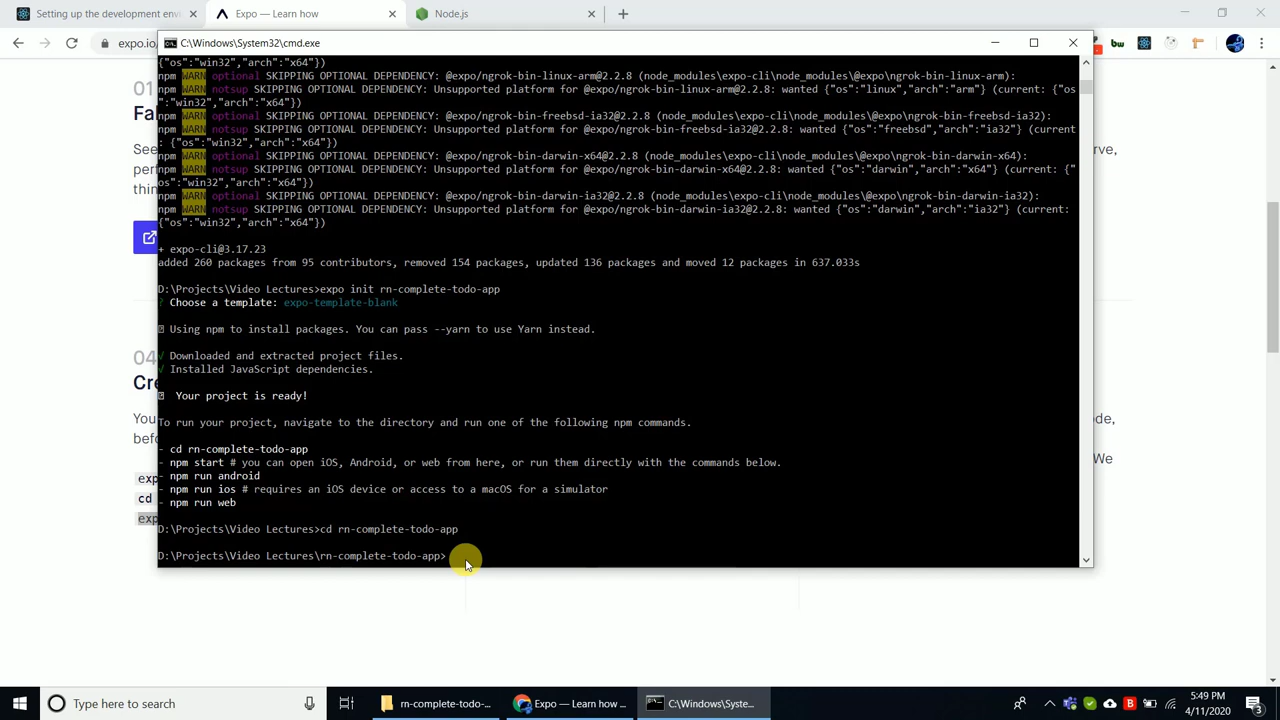 Setting up the development env
Expo — Learn how
Node.js
expo.io/
C:\Windows\System32\cmd.exe
{"os":"win32","arch":"x64"})
npm WARN optional SKIPPING OPTIONAL DEPENDENCY: @expo/ngrok-bin-linux-arm@2.2.8 (node_modules\expo-cli\node_modules\@expo\ngrok-bin-linux-arm):
npm WARN notsup SKIPPING OPTIONAL DEPENDENCY: Unsupported platform for @expo/ngrok-bin-linux-arm@2.2.8: wanted {"os":"linux","arch":"arm"} (current: {"os
":"win32","arch":"x64"})
npm WARN optional SKIPPING OPTIONAL DEPENDENCY: @expo/ngrok-bin-freebsd-ia32@2.2.8 (node_modules\expo-cli\node_modules\@expo\ngrok-bin-freebsd-ia32):
npm WARN notsup SKIPPING OPTIONAL DEPENDENCY: Unsupported platform for @expo/ngrok-bin-freebsd-ia32@2.2.8: wanted {"os":"freebsd","arch":"ia32"} (current
: {"os":"win32","arch":"x64"})
npm WARN optional SKIPPING OPTIONAL DEPENDENCY: @expo/ngrok-bin-darwin-x64@2.2.8 (node_modules\expo-cli\node_modules\@expo\ngrok-bin-darwin-x64):
npm WARN notsup SKIPPING OPTIONAL DEPENDENCY: Unsupported platform for @expo/ngrok-bin-darwin-x64@2.2.8: wanted {"os":"darwin","arch":"x64"} (current: {"
os":"win32","arch":"x64"})
npm WARN optional SKIPPING OPTIONAL DEPENDENCY: @expo/ngrok-bin-darwin-ia32@2.2.8 (node_modules\expo-cli\node_modules\@expo\ngrok-bin-darwin-ia32):
npm WARN notsup SKIPPING OPTIONAL DEPENDENCY: Unsupported platform for @expo/ngrok-bin-darwin-ia32@2.2.8: wanted {"os":"darwin","arch":"ia32"} (current:
{"os":"win32","arch":"x64"})
+ expo-cli@3.17.23
added 260 packages from 95 contributors, removed 154 packages, updated 136 packages and moved 12 packages in 637.033s
D:\Projects\Video Lectures>expo init rn-complete-todo-app
? Choose a template: expo-template-blank
Using npm to install packages. You can pass --yarn to use Yarn instead.
√ Downloaded and extracted project files.
√ Installed JavaScript dependencies.
Your project is ready!
To run your project, navigate to the directory and run one of the following npm commands.
- cd rn-complete-todo-app
- npm start # you can open iOS, Android, or web from here, or run them directly with the commands below.
- npm run android
- npm run ios # requires an iOS device or access to a macOS for a simulator
- npm run web
D:\Projects\Video Lectures>cd rn-complete-todo-app
D:\Projects\Video Lectures\rn-complete-todo-app>
01
Fa
See
per
thin
rve,
04
Cre
You
befo
ode,
We
exp
cd
exp
Type here to search
rn-complete-todo-...
Expo — Learn how ...
C:\Windows\Syste...
5:49 PM
4/11/2020
3
bw